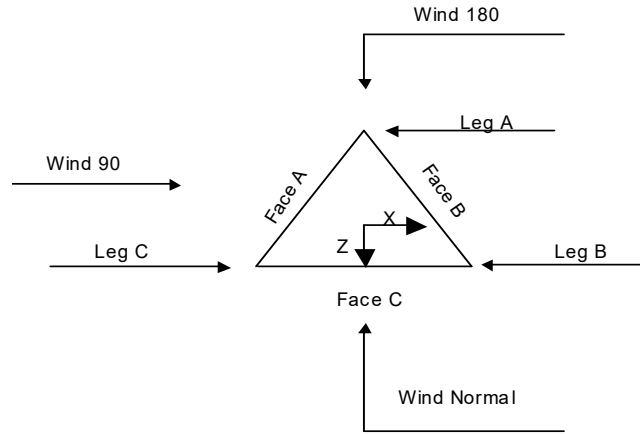 Wind 180
Leg A
Wind 90
Face A
Face B
X
Z
Leg C
Leg B
Face C
Wind Normal